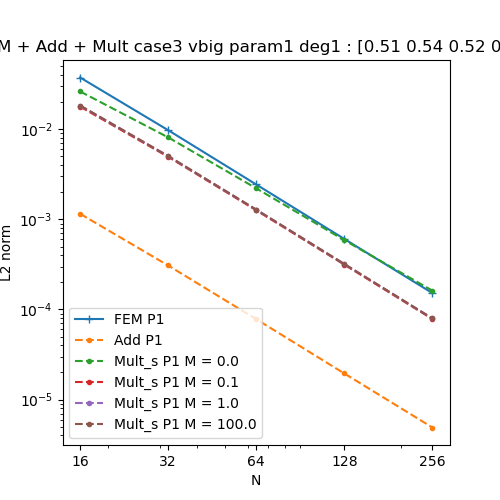 M + Add + Mult case3 vbig param1 deg1 : [0.51 0.54 0.52 0
L2 norm
10⁻²
10⁻³
10⁻⁴
10⁻⁵
FEM P1
Add P1
Mult_s P1 M = 0.0
Mult_s P1 M = 0.1
Mult_s P1 M = 1.0
Mult_s P1 M = 100.0
16 32 64 128 256
N